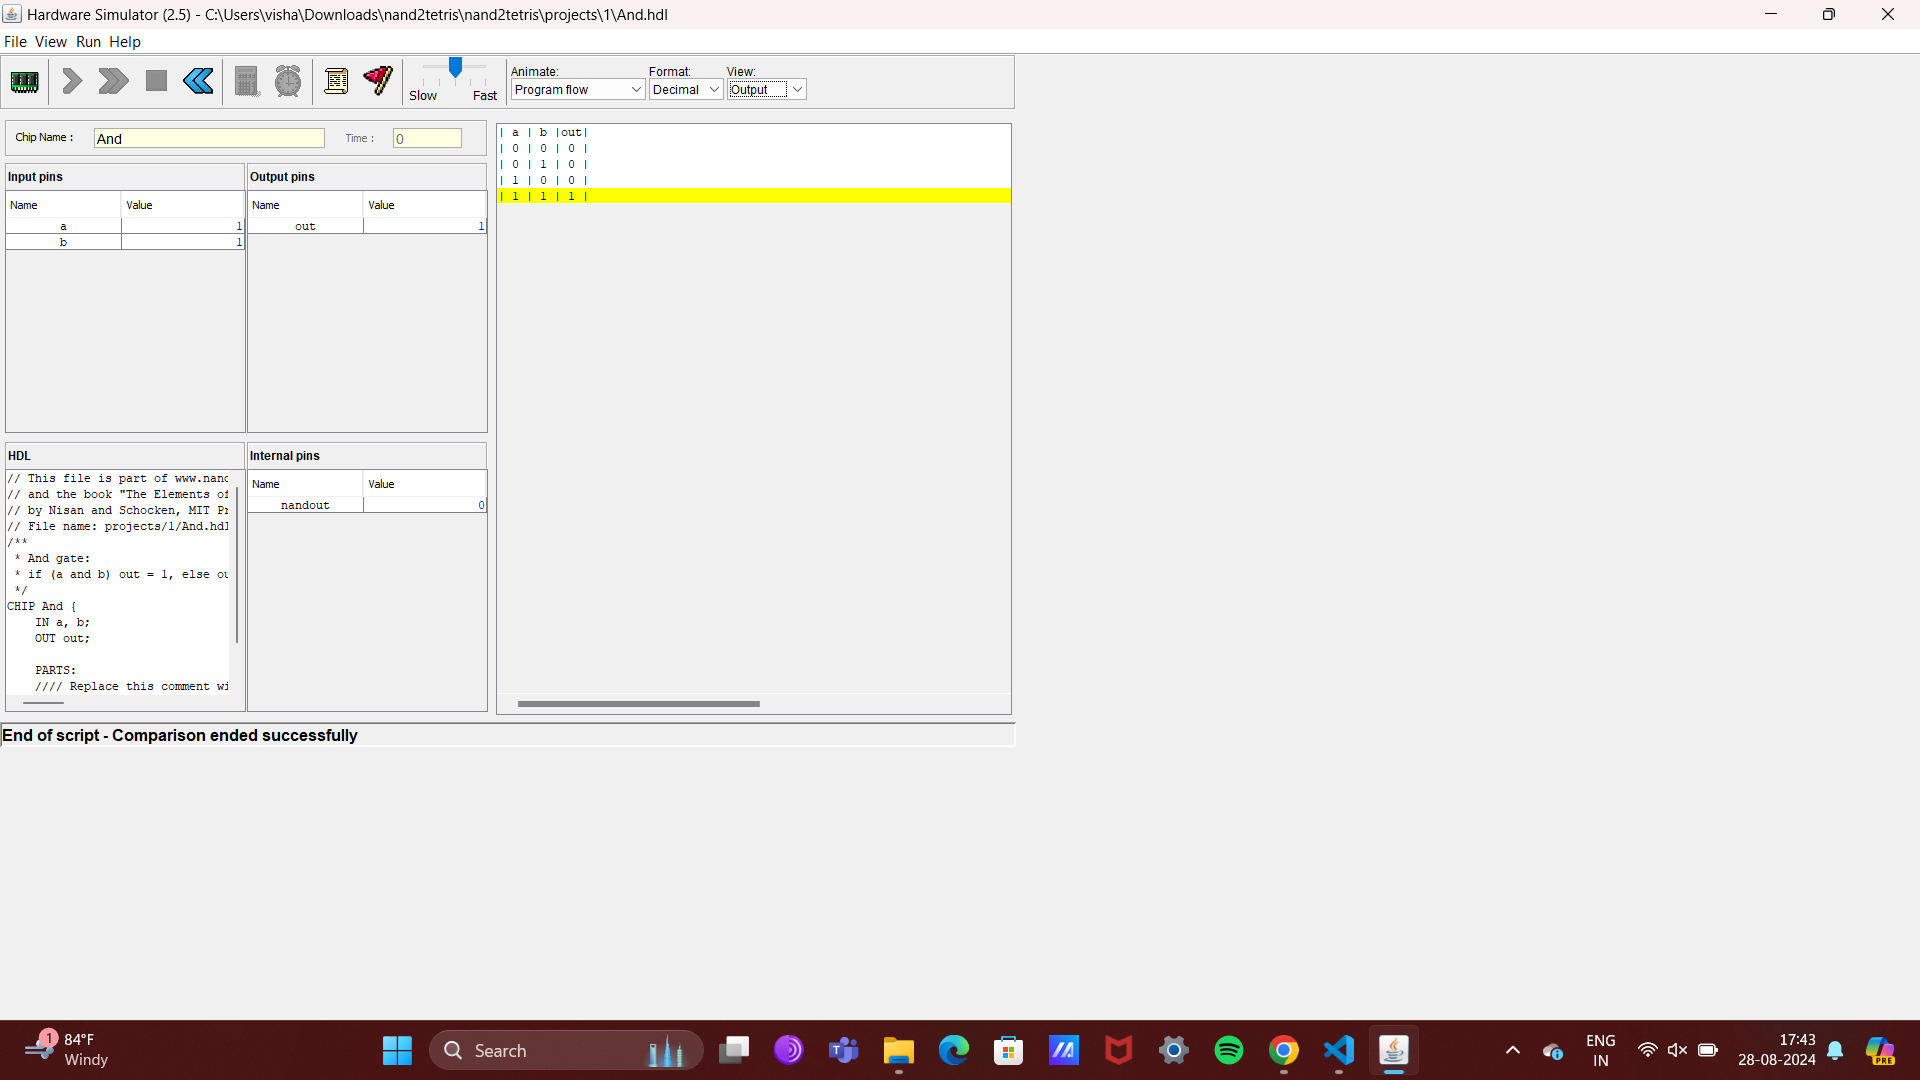 Hardware Simulator (2.5) - C:\Users\visha\Downloads\nand2tetris\nand2tetris\projects\1\And.hdl
File View Run Help
Slow Fast
Animate: Format: View:
Program flow Decimal Output
Chip Name : And Time : 0
Input pins
Name Value
a 1
b 1
Output pins
Name Value
out 1
| a | b |out|
| 0 | 0 | 0 |
| 0 | 1 | 0 |
| 1 | 0 | 0 |
| 1 | 1 | 1 |
HDL
// This file is part of www.nand
// and the book "The Elements of
// by Nisan and Schocken, MIT Pr
// File name: projects/1/And.hdl
/**
 * And gate:
 * if (a and b) out = 1, else ou
 */
CHIP And {
    IN a, b;
    OUT out;
    PARTS:
    //// Replace this comment wi
Internal pins
Name Value
nandout 0
End of script - Comparison ended successfully
1
84°F
Windy
Search
ENG
IN
17:43
28-08-2024
PRE